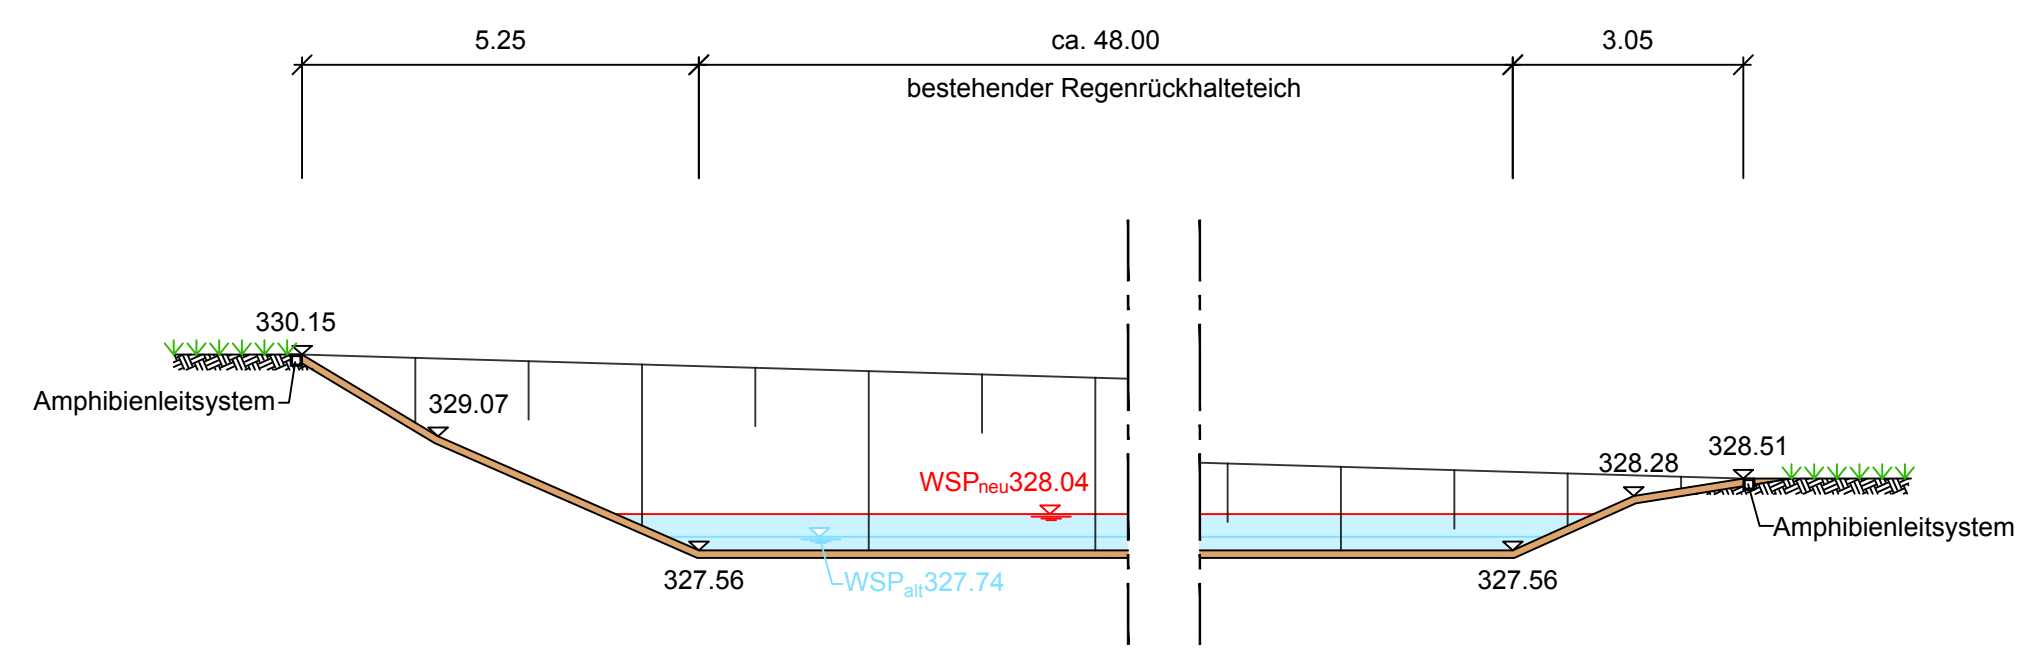 5.25
ca. 48.00
3.05
bestehender Regenrückhalteteich
330.15
Amphibienleitsystem
329.07
WSPneu328.04
328.28
328.51
Amphibienleitsystem
327.56
WSPalt327.74
327.56